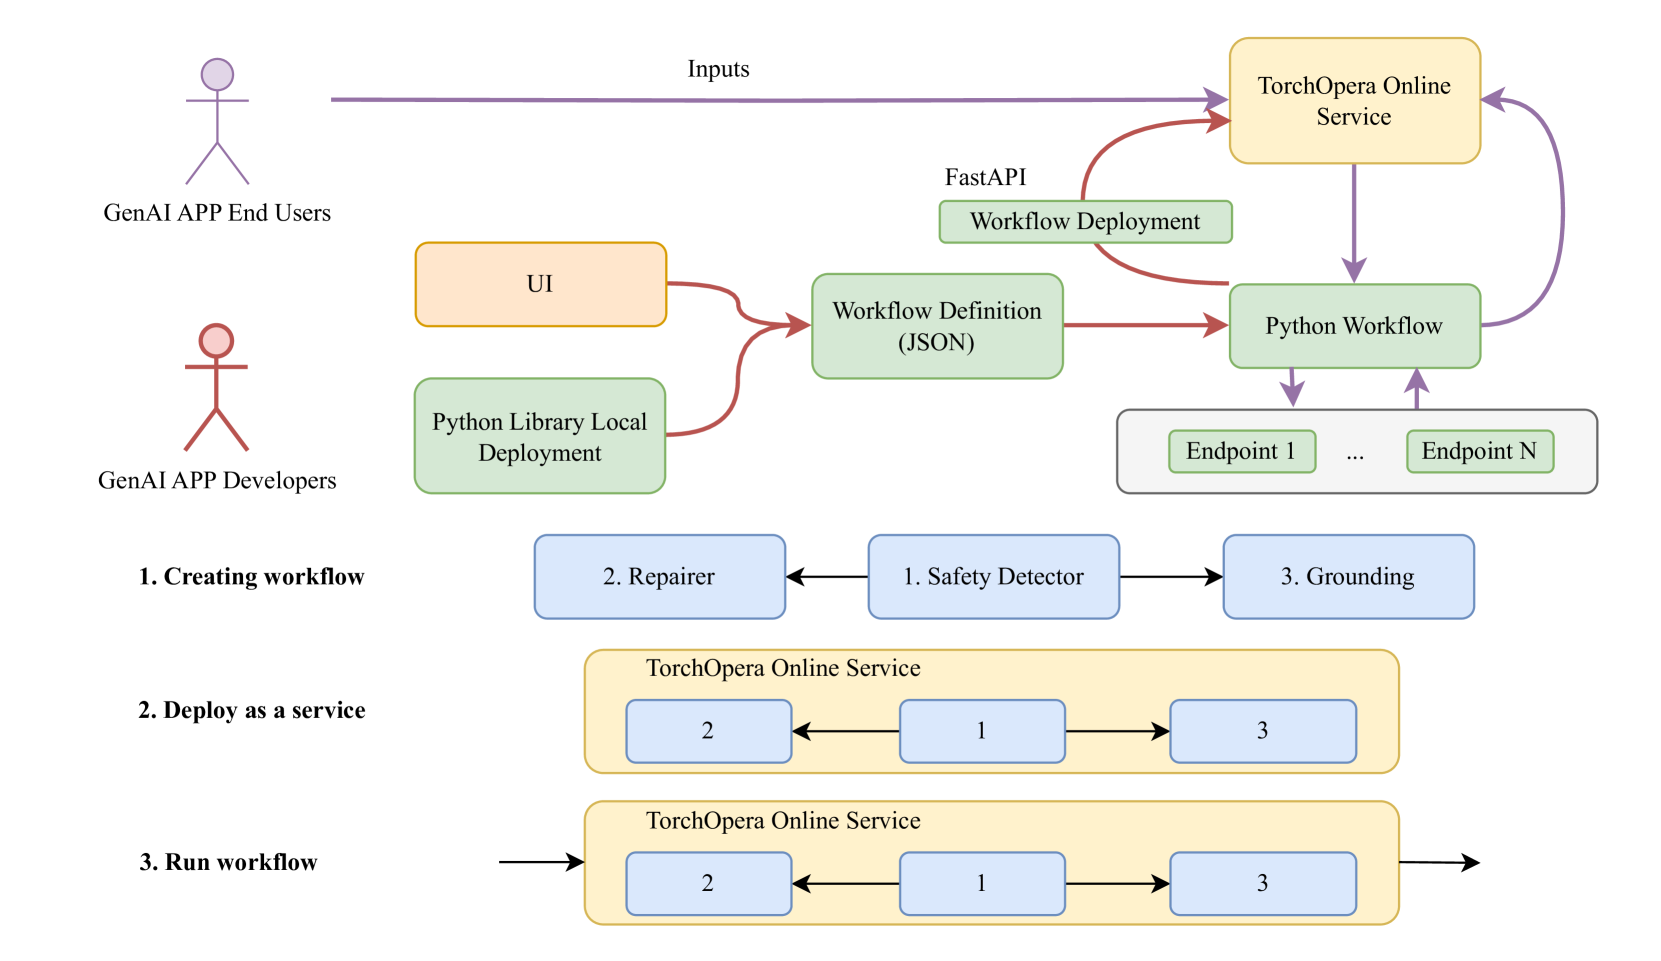 Inputs
TorchOpera Online
Service
GenAI APP End Users
FastAPI
Workflow Deployment
UI
Workflow Definition
(JSON)
Python Workflow
Python Library Local
Deployment
GenAI APP Developers
Endpoint 1
...
Endpoint N
1. Creating workflow
2. Repairer
1. Safety Detector
3. Grounding
2. Deploy as a service
TorchOpera Online Service
2
1
3
3. Run workflow
TorchOpera Online Service
2
1
3